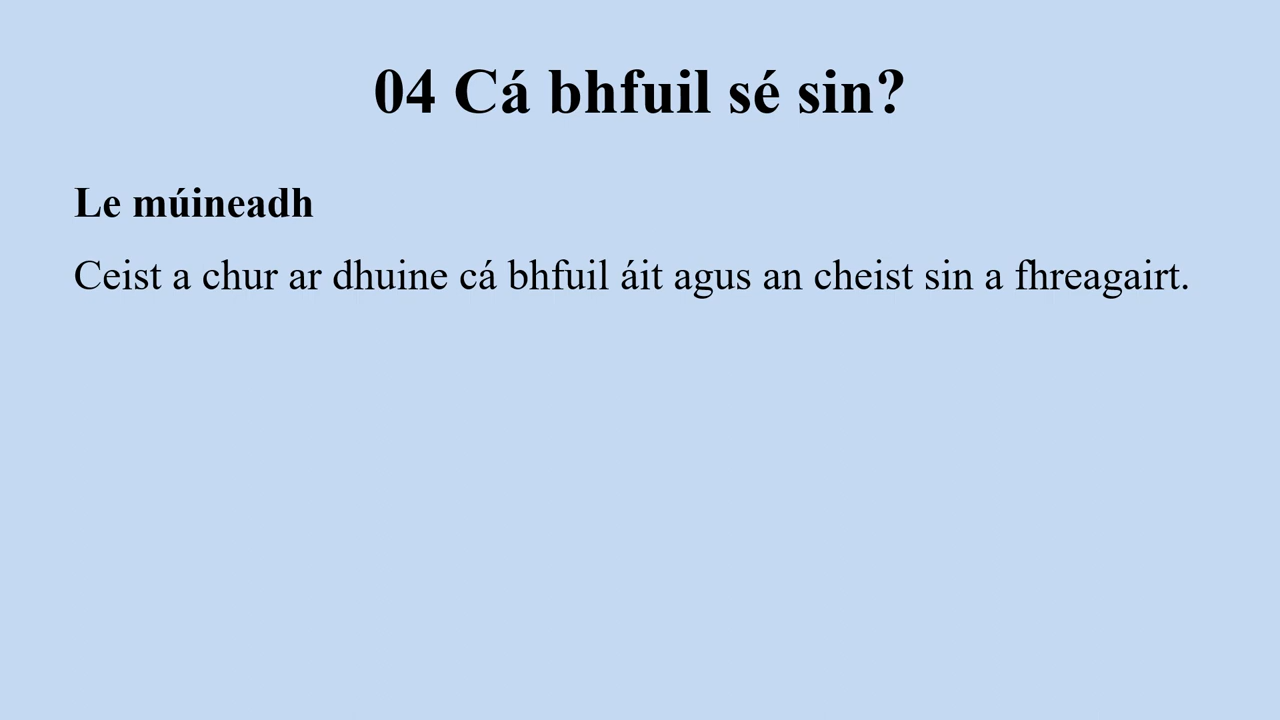 04 Cá bhfuil sé sin?
Le múineadh
Ceist a chur ar dhuine cá bhfuil áit agus an cheist sin a fhreagairt.